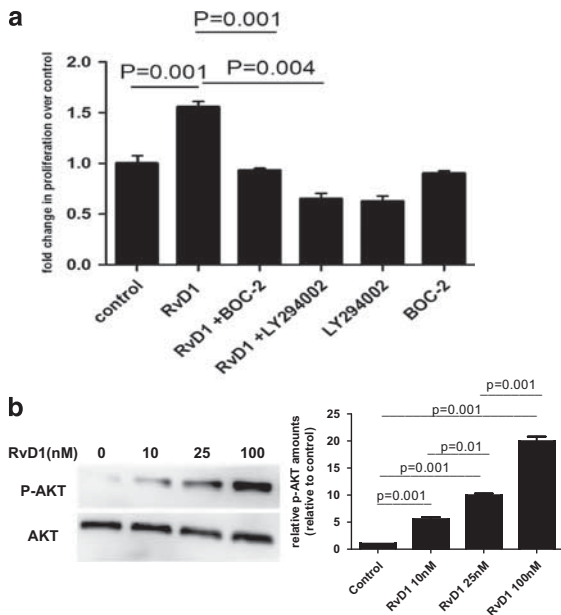 a
P=0.001
P=0.001 P=0.004
fold change in proliferation over control
2.0
1.5
1.0
0.5
0.0
control
RvD1
RvD1 +BOC-2
RvD1 +LY294002
LY294002
BOC-2
b
RvD1(nM) 0 10 25 100
P-AKT
AKT
p=0.001
p=0.001
p=0.01
p=0.001
p=0.001
relative p-AKT amounts
(relative to control)
25
20
15
10
5
0
Control
RvD1 10nM
RvD1 25nM
RvD1 100nM